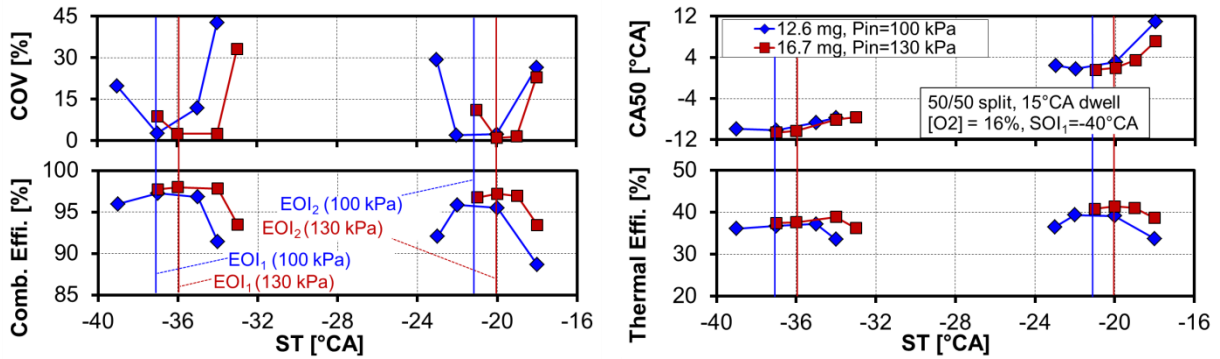 COV [%]
45
30
15
0
Comb. Effi. [%]
100
95
90
85
EOI₂ (100 kPa)
EOI₂ (130 kPa)
EOI₁ (100 kPa)
EOI₁ (130 kPa)
-40 -36 -32 -28 -24 -20 -16
ST [°CA]
CA50 [°CA]
12
4
-4
-12
12.6 mg, Pin=100 kPa
16.7 mg, Pin=130 kPa
50/50 split, 15°CA dwell
[O2] = 16%, SOI₁=-40°CA
Thermal Effi. [%]
50
40
30
20
-40 -36 -32 -28 -24 -20 -16
ST [°CA]